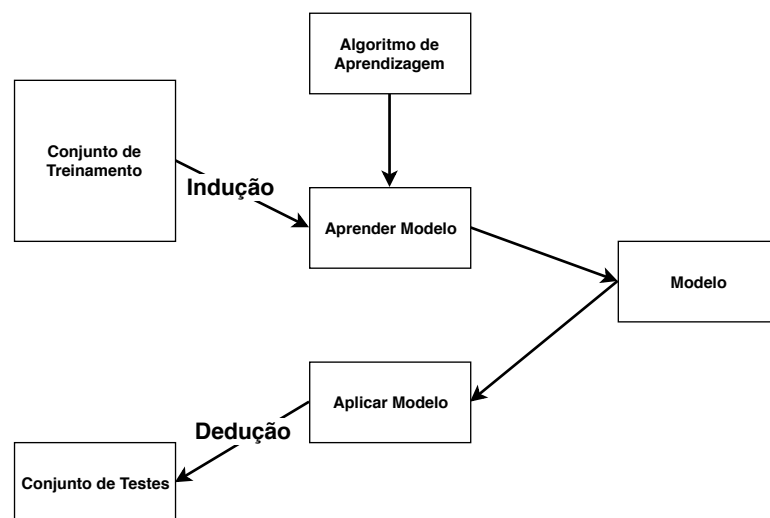 Algoritmo de
Aprendizagem
Conjunto de
Treinamento
Indução
Aprender Modelo
Modelo
Aplicar Modelo
Dedução
Conjunto de Testes